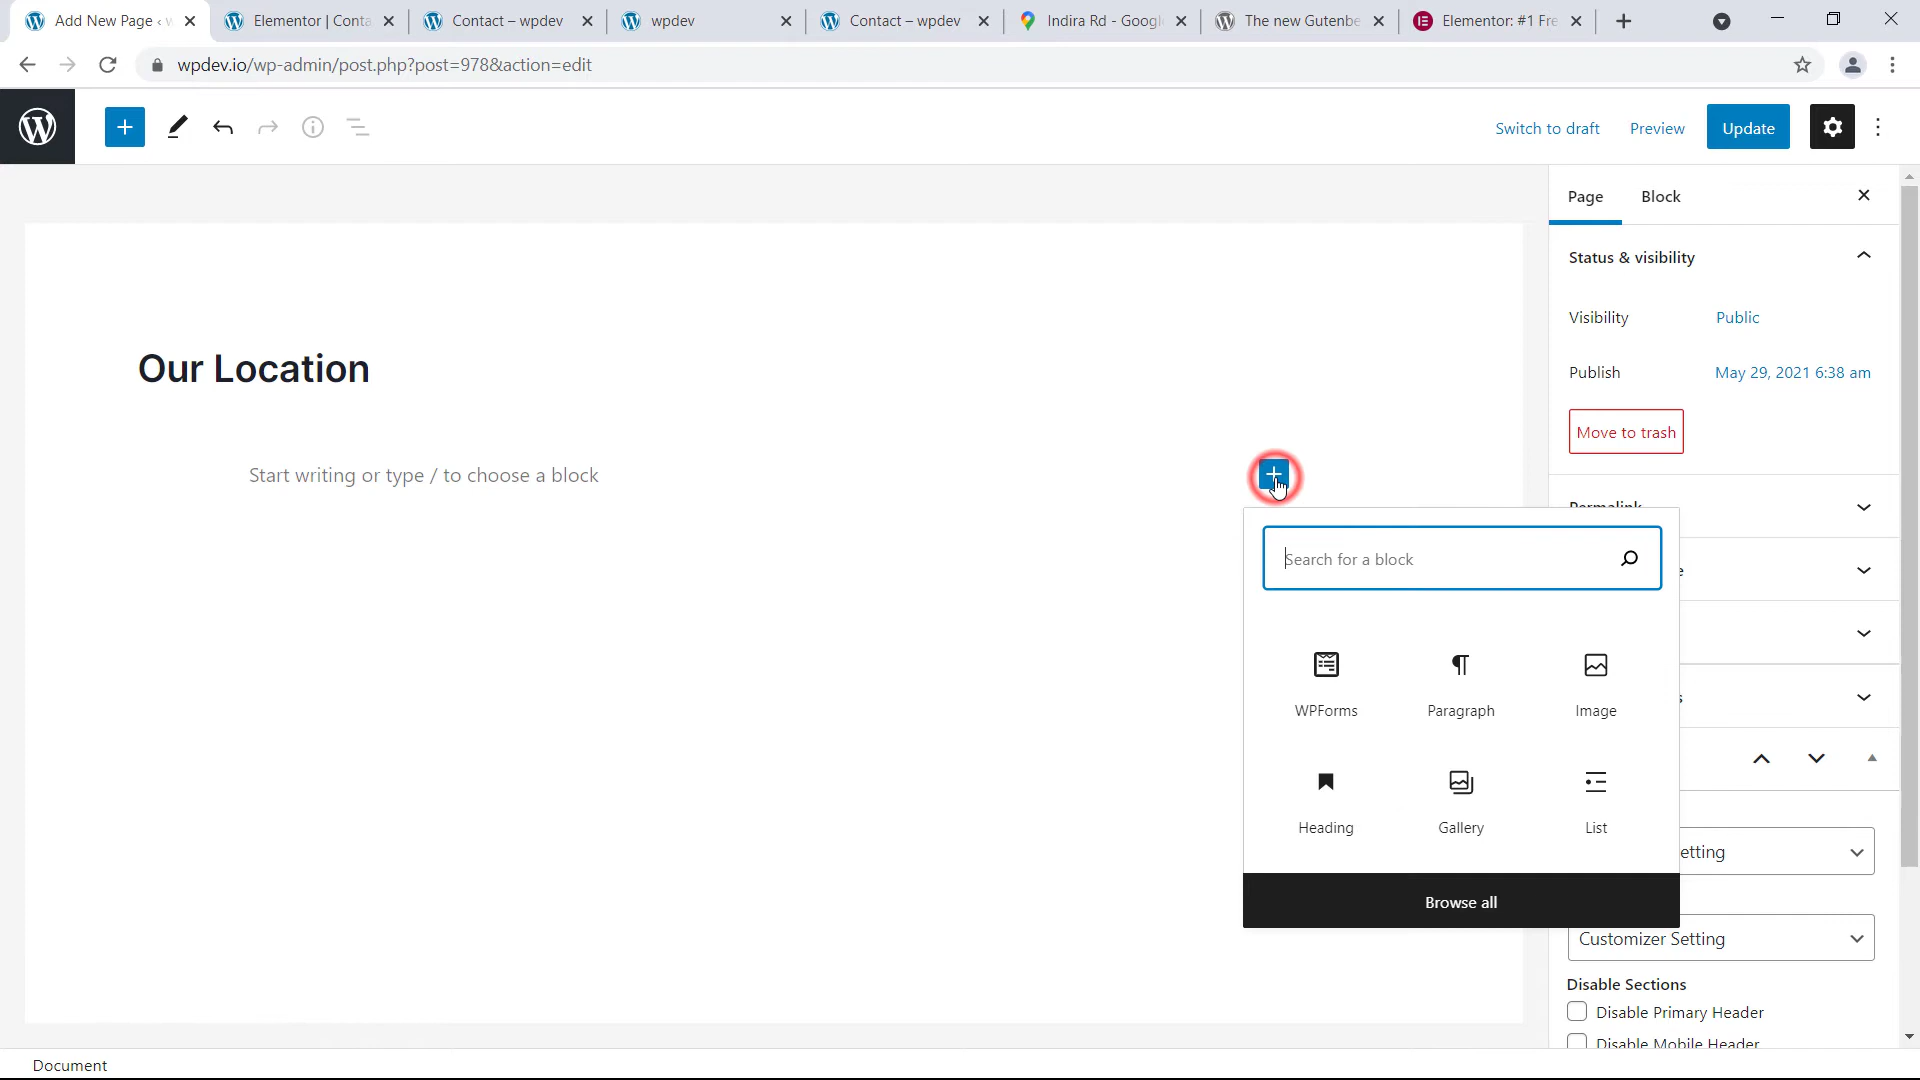 Add New Page ‹ w
Elementor | Conta
Contact – wpdev
wpdev
Contact – wpdev
Indira Rd - Google
The new Gutenbe
Elementor: #1 Fre
wpdev.io/wp-admin/post.php?post=978&action=edit
Switch to draft
Preview
Update
Page
Block
Status & visibility
Visibility
Public
Publish
May 29, 2021 6:38 am
Move to trash
Permalink
Our Location
Start writing or type / to choose a block
Search for a block
WPForms
Paragraph
Image
Heading
Gallery
List
Browse all
etting
Customizer Setting
Disable Sections
Disable Primary Header
Disable Mobile Header
Document